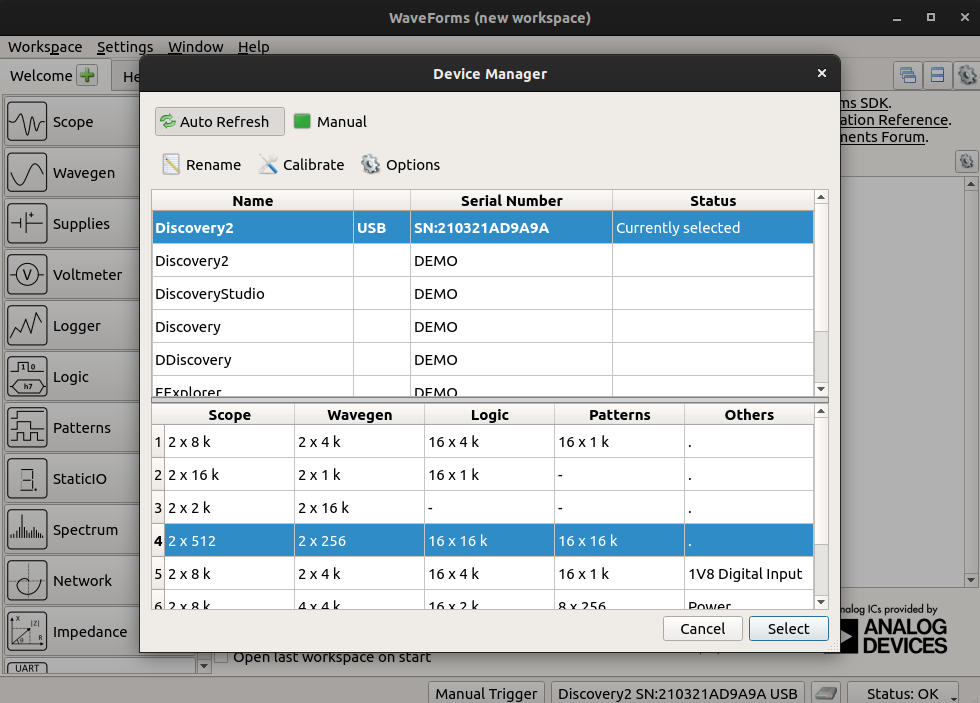 WaveForms (new workspace)
Workspace Settings Window Help
Welcome He
Device Manager
ms SDK.
ation Reference.
ments Forum.
Auto Refresh Manual
Rename Calibrate Options
Name Serial Number Status
Discovery2 USB SN:210321AD9A9A Currently selected
Discovery2 DEMO
DiscoveryStudio DEMO
Discovery DEMO
DDiscovery DEMO
EExplorer DEMO
Scope Wavegen Logic Patterns Others
1 2 x 8 k 2 x 4 k 16 x 4 k 16 x 1 k .
2 2 x 16 k 2 x 1 k 16 x 1 k - .
3 2 x 2 k 2 x 16 k - - .
4 2 x 512 2 x 256 16 x 16 k 16 x 16 k .
5 2 x 8 k 2 x 4 k 16 x 4 k 16 x 1 k 1V8 Digital Input
6 2 x 8 k 4 x 4 k 16 x 2 k 8 x 256 Power
Cancel Select
Scope
Wavegen
Supplies
V Voltmeter
Logger
1 0
h7
Logic
Patterns
StaticIO
Spectrum
Network
X |Z|
θ R
Impedance
UART
Open last workspace on start
nalog ICs provided by
ANALOG
DEVICES
Manual Trigger Discovery2 SN:210321AD9A9A USB Status: OK